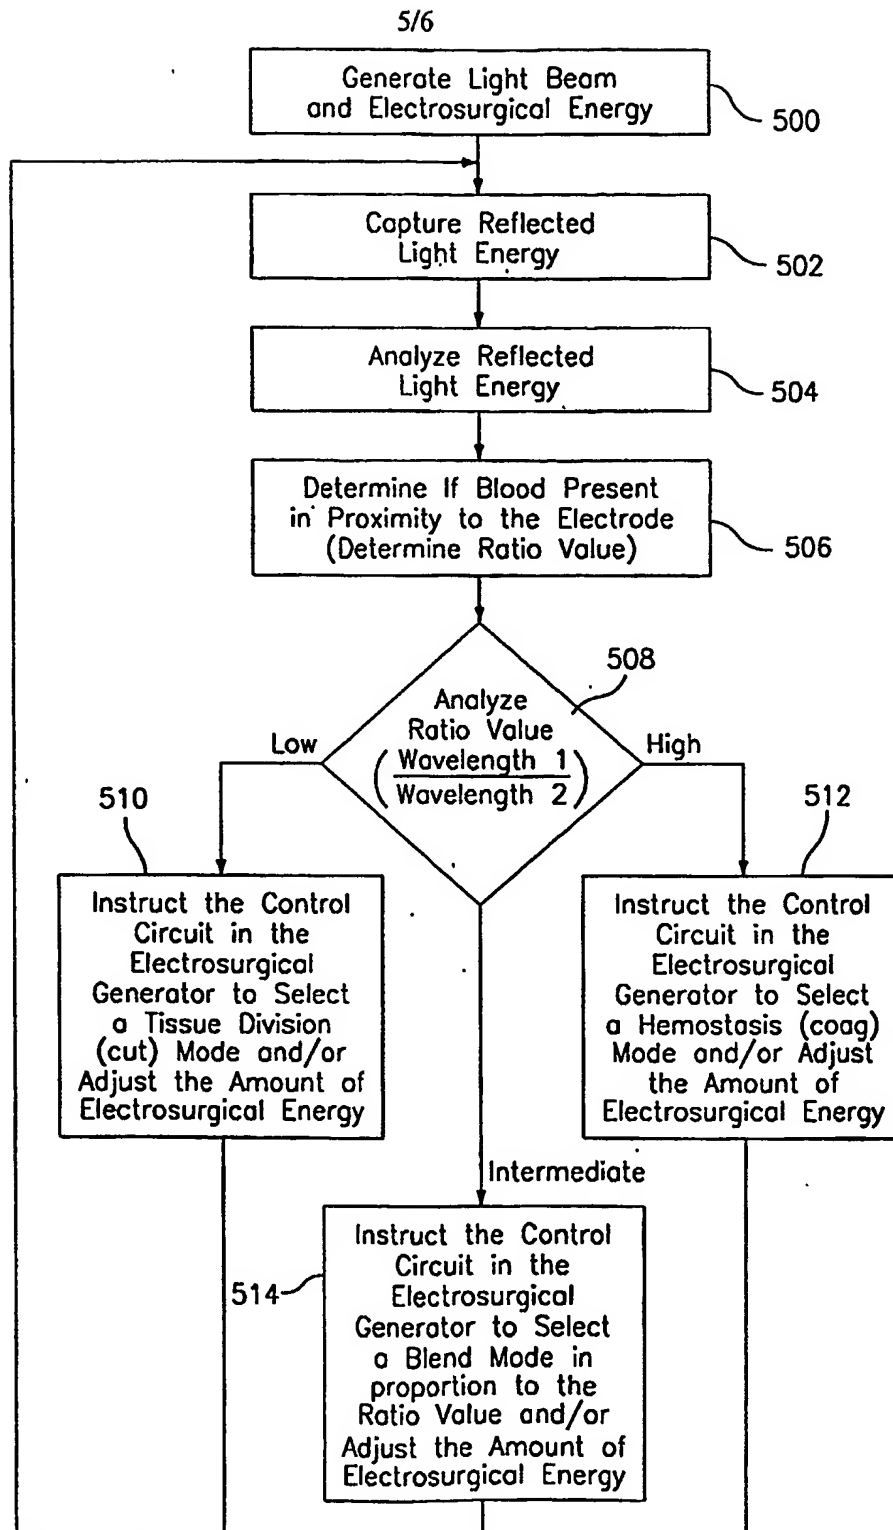 5/6
Generate Light Beam
and Electrosurgical Energy
500
Capture Reflected
Light Energy
502
Analyze Reflected
Light Energy
504
Determine If Blood Present
in Proximity to the Electrode
(Determine Ratio Value)
506
508
Analyze
Ratio Value
(Wavelength 1
Wavelength 2)
Low
High
510
512
Instruct the Control
Circuit in the
Electrosurgical
Generator to Select
a Tissue Division
(cut) Mode and/or
Adjust the Amount of
Electrosurgical Energy
Instruct the Control
Circuit in the
Electrosurgical
Generator to Select
a Hemostasis (coag)
Mode and/or Adjust
the Amount of
Electrosurgical Energy
Intermediate
514
Instruct the Control
Circuit in the
Electrosurgical
Generator to Select
a Blend Mode in
proportion to the
Ratio Value and/or
Adjust the Amount of
Electrosurgical Energy